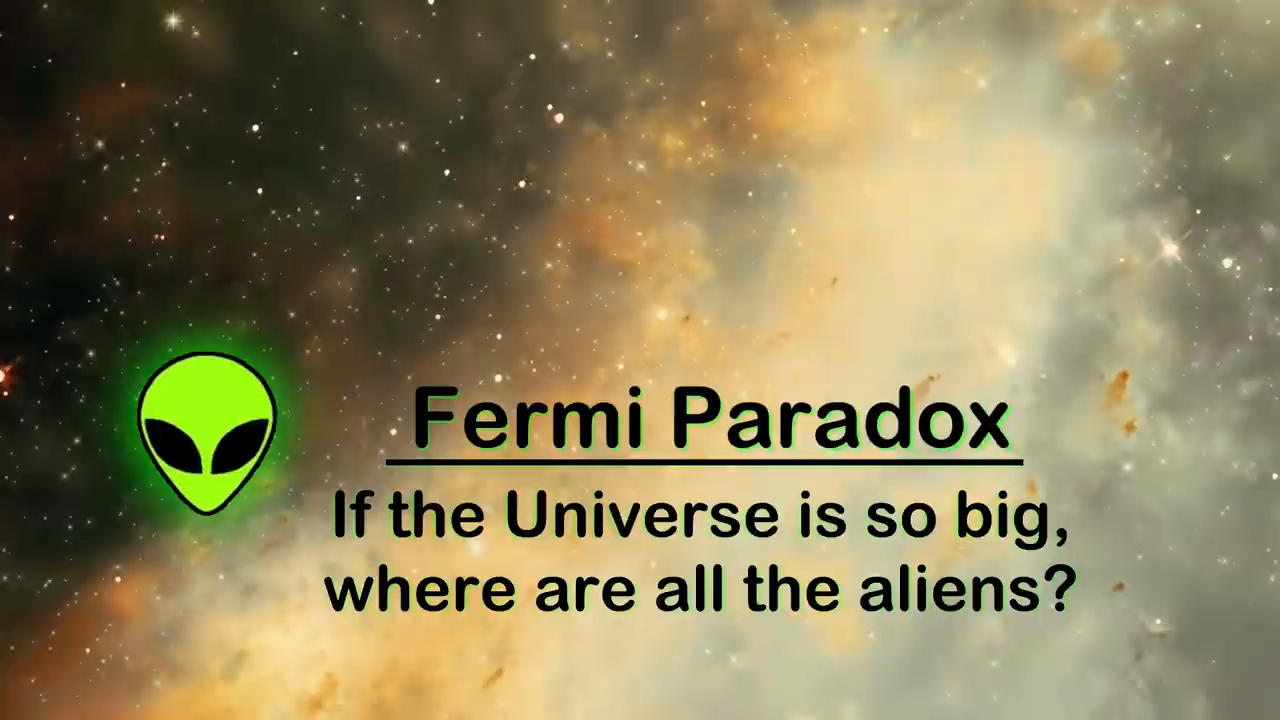 Fermi Paradox
If the Universe is so big,
where are all the aliens?